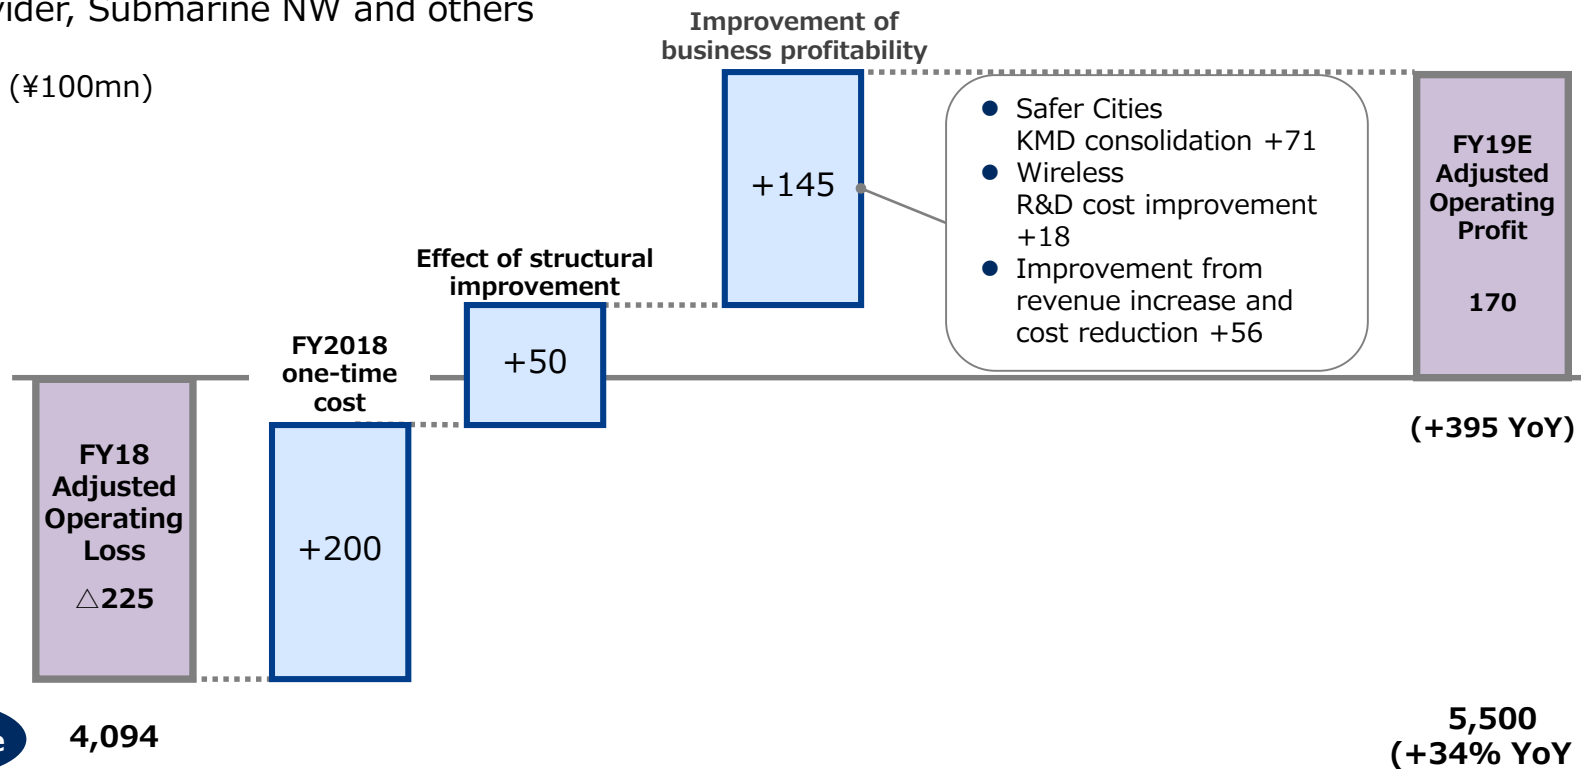 Submarine NW and others
(¥100mn)
Improvement of
business profitability
+145
● Safer Cities
KMD consolidation +71
● Wireless
R&D cost improvement
+18
● Improvement from
revenue increase and
cost reduction +56
FY19E
Adjusted
Operating
Profit
170
(+395 YoY)
Effect of structural
improvement
+50
FY2018
one-time
cost
+200
FY18
Adjusted
Operating
Loss
△225
4,094
5,500
(+34% YoY